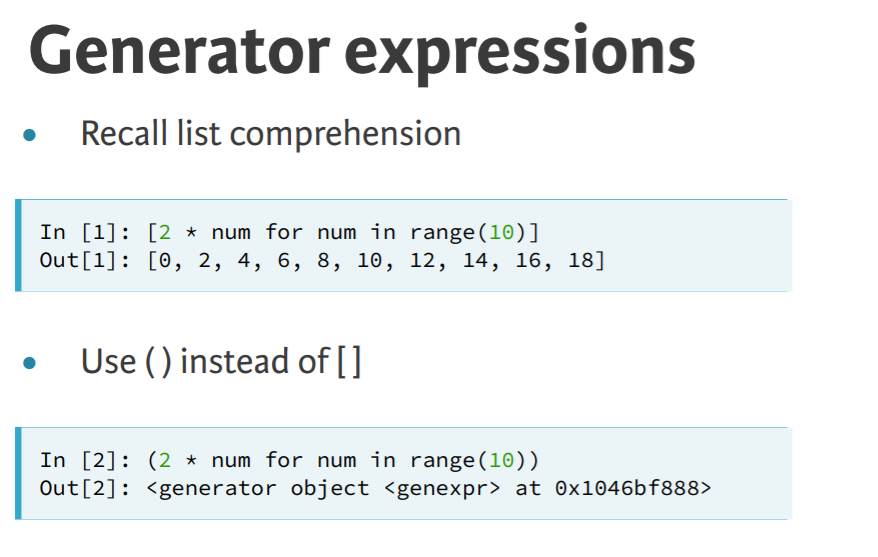 Generator expressions
• Recall list comprehension
In [1]: [2 * num for num in range(10)]
Out[1]: [0, 2, 4, 6, 8, 10, 12, 14, 16, 18]
• Use ( ) instead of [ ]
In [2]: (2 * num for num in range(10))
Out[2]: <generator object <genexpr> at 0x1046bf888>